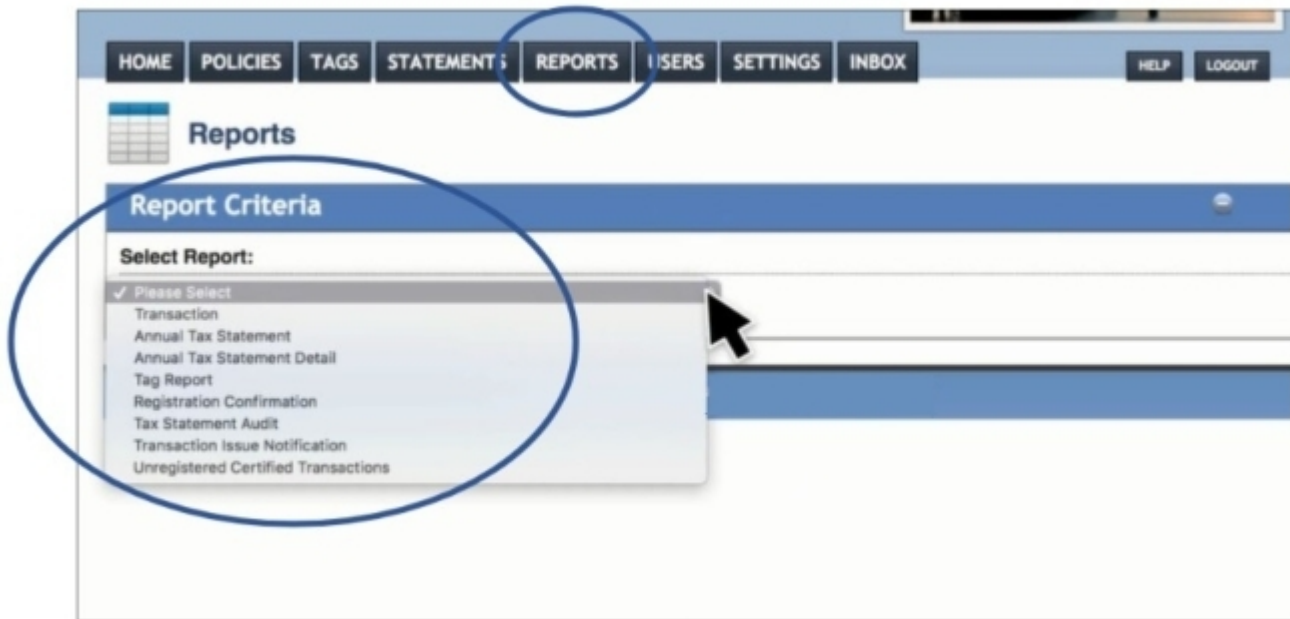 HOME POLICIES TAGS STATEMENTS REPORTS USERS SETTINGS INBOX HELP LOGOUT
Reports
Report Criteria
Select Report:
✓ Please Select
Transaction
Annual Tax Statement
Annual Tax Statement Detail
Tag Report
Registration Confirmation
Tax Statement Audit
Transaction Issue Notification
Unregistered Certified Transactions